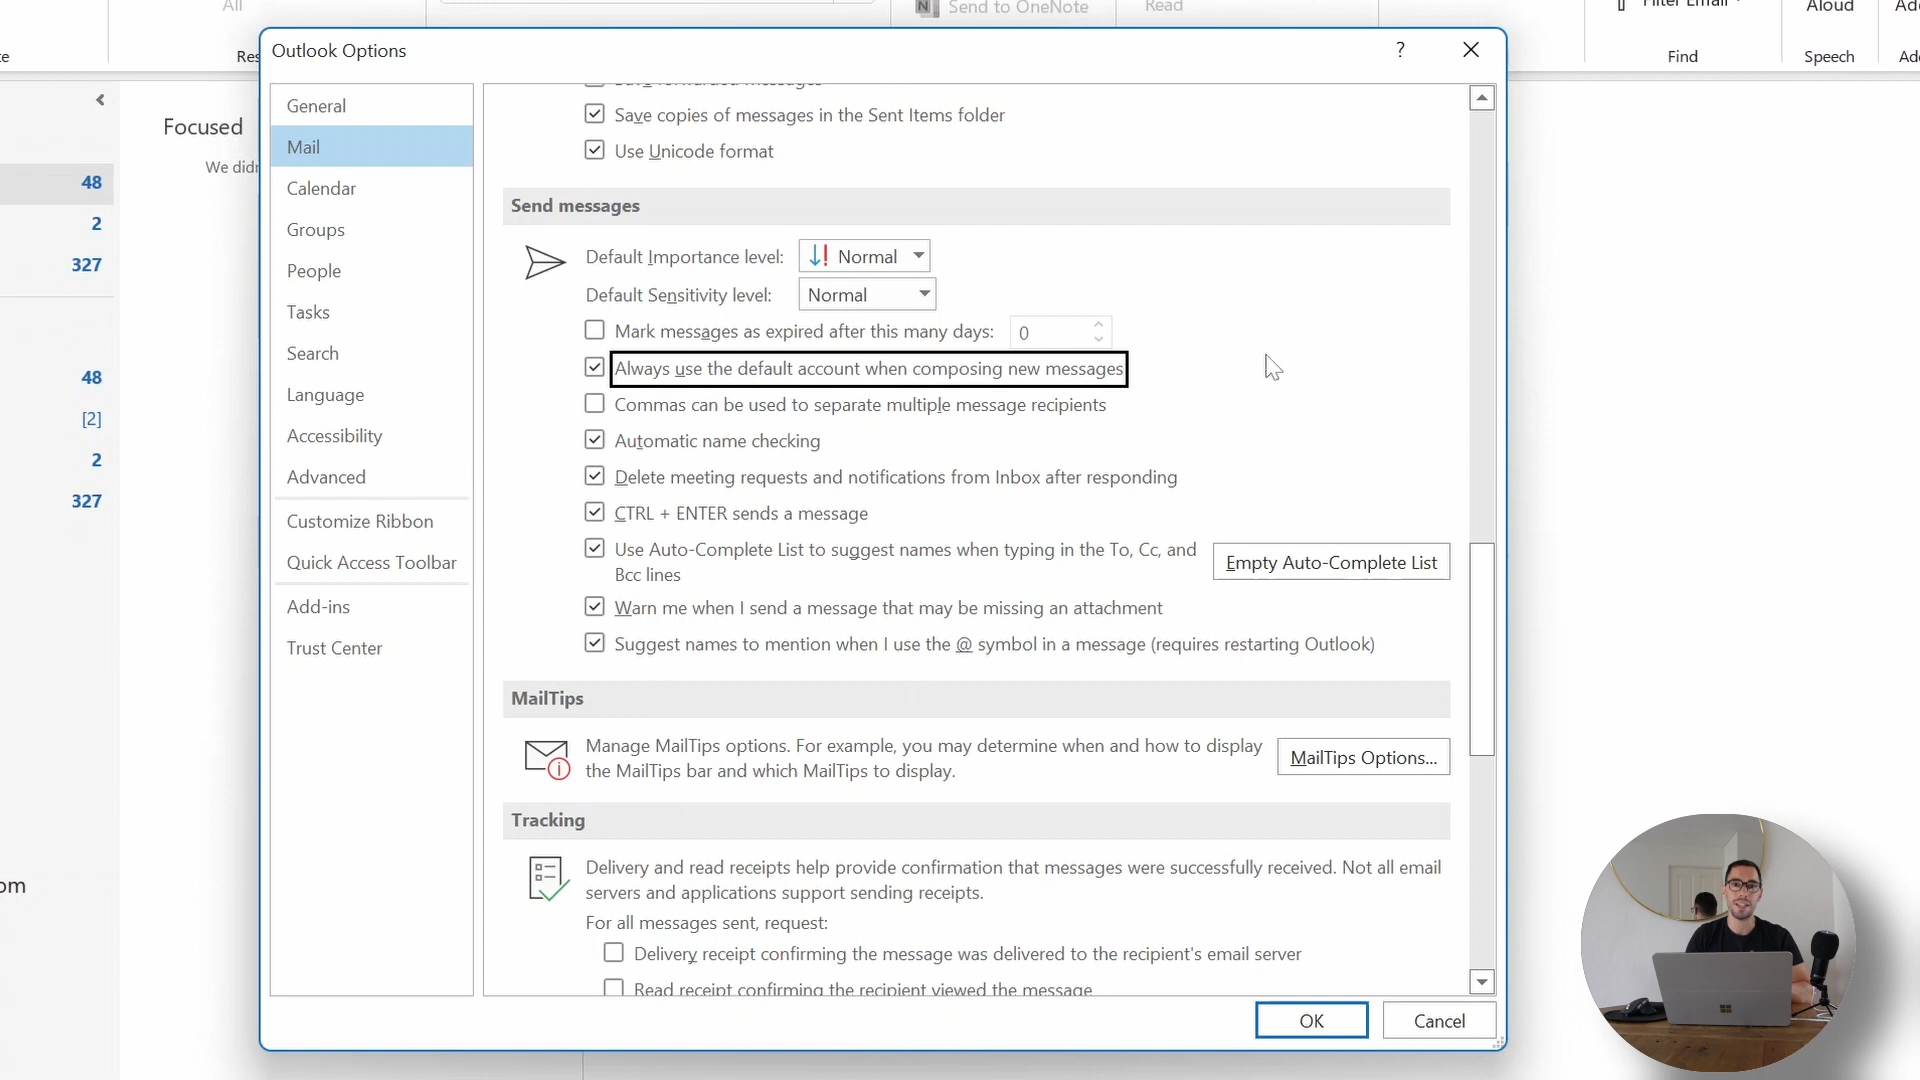 All
Send to OneNote
Read
Filter Email
Aloud
Find
Speech
Outlook Options
?
Focused
We didn
48
2
327
48
[2]
2
327
om
General
Mail
Calendar
Groups
People
Tasks
Search
Language
Accessibility
Advanced
Customize Ribbon
Quick Access Toolbar
Add-ins
Trust Center
Save forwarded messages
Save copies of messages in the Sent Items folder
Use Unicode format
Send messages
Default Importance level: Normal
Default Sensitivity level: Normal
Mark messages as expired after this many days: 0
Always use the default account when composing new messages
Commas can be used to separate multiple message recipients
Automatic name checking
Delete meeting requests and notifications from Inbox after responding
CTRL + ENTER sends a message
Use Auto-Complete List to suggest names when typing in the To, Cc, and
Bcc lines
Empty Auto-Complete List
Warn me when I send a message that may be missing an attachment
Suggest names to mention when I use the @ symbol in a message (requires restarting Outlook)
MailTips
Manage MailTips options. For example, you may determine when and how to display
the MailTips bar and which MailTips to display.
MailTips Options...
Tracking
Delivery and read receipts help provide confirmation that messages were successfully received. Not all email
servers and applications support sending receipts.
For all messages sent, request:
Delivery receipt confirming the message was delivered to the recipient's email server
Read receipt confirming the recipient viewed the message
OK
Cancel